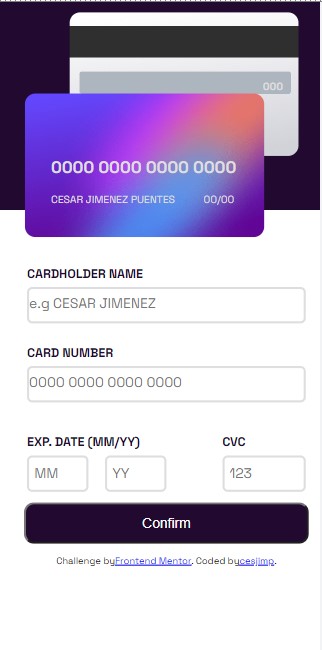 000
0000 0000 0000 0000
CESAR JIMENEZ PUENTES 00/00
CARDHOLDER NAME
e.g CESAR JIMENEZ
CARD NUMBER
0000 0000 0000 0000
EXP. DATE (MM/YY) CVC
MM YY 123
Confirm
Challenge byFrontend Mentor. Coded bycesjimp.